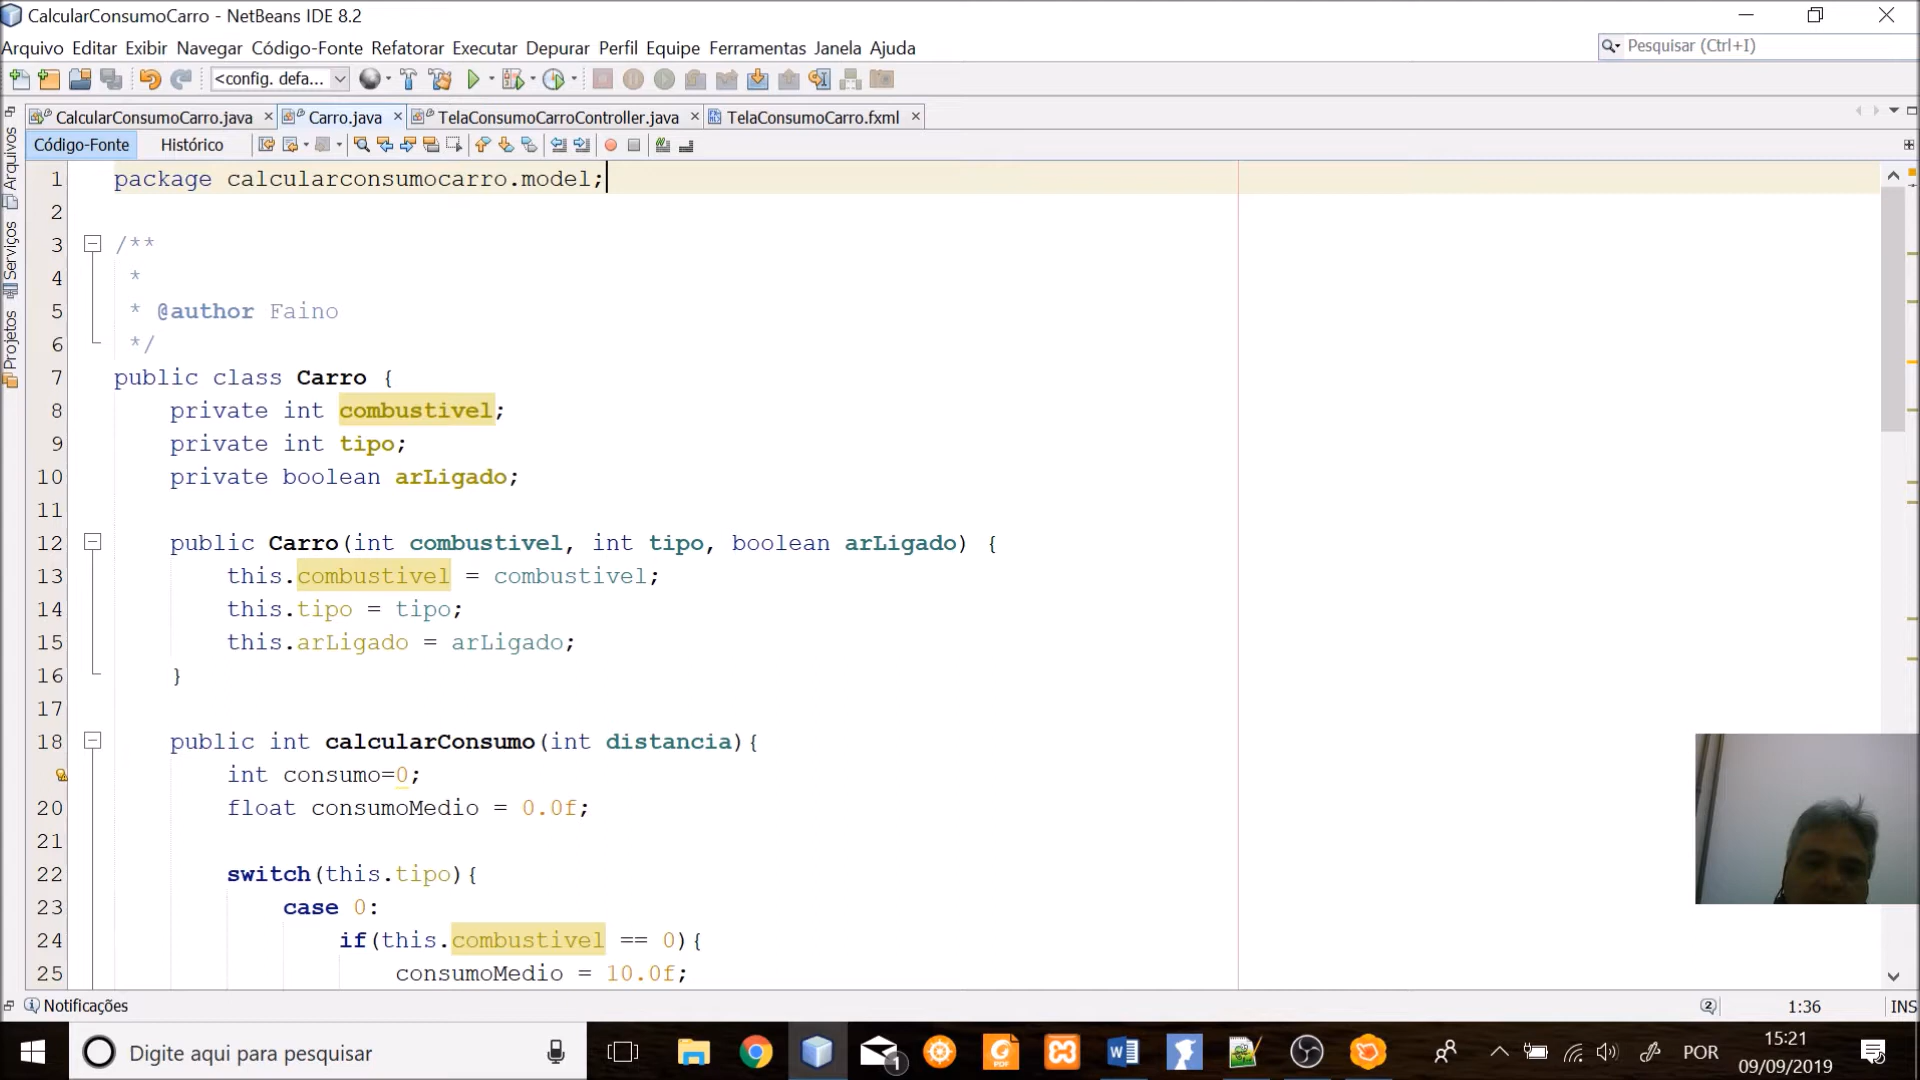 CalcularConsumoCarro - NetBeans IDE 8.2
Arquivo Editar Exibir Navegar Código-Fonte Refatorar Executar Depurar Perfil Equipe Ferramentas Janela Ajuda
Pesquisar (Ctrl+I)
<config. defa...
CalcularConsumoCarro.java Carro.java TelaConsumoCarroController.java TelaConsumoCarro.fxml
Código-Fonte Histórico
Arquivos
Serviços
Projetos
1 package calcularconsumocarro.model;
2
3 /**
4 *
5 * @author Faino
6 */
7 public class Carro {
8 private int combustivel;
9 private int tipo;
10 private boolean arLigado;
11
12 public Carro(int combustivel, int tipo, boolean arLigado) {
13 this.combustivel = combustivel;
14 this.tipo = tipo;
15 this.arLigado = arLigado;
16 }
17
18 public int calcularConsumo(int distancia){
int consumo=0;
20 float consumoMedio = 0.0f;
21
22 switch(this.tipo){
23 case 0:
24 if(this.combustivel == 0){
25 consumoMedio = 10.0f;
Notificações
2 1:36 INS
Digite aqui para pesquisar
1
PDF
POR
15:21
09/09/2019